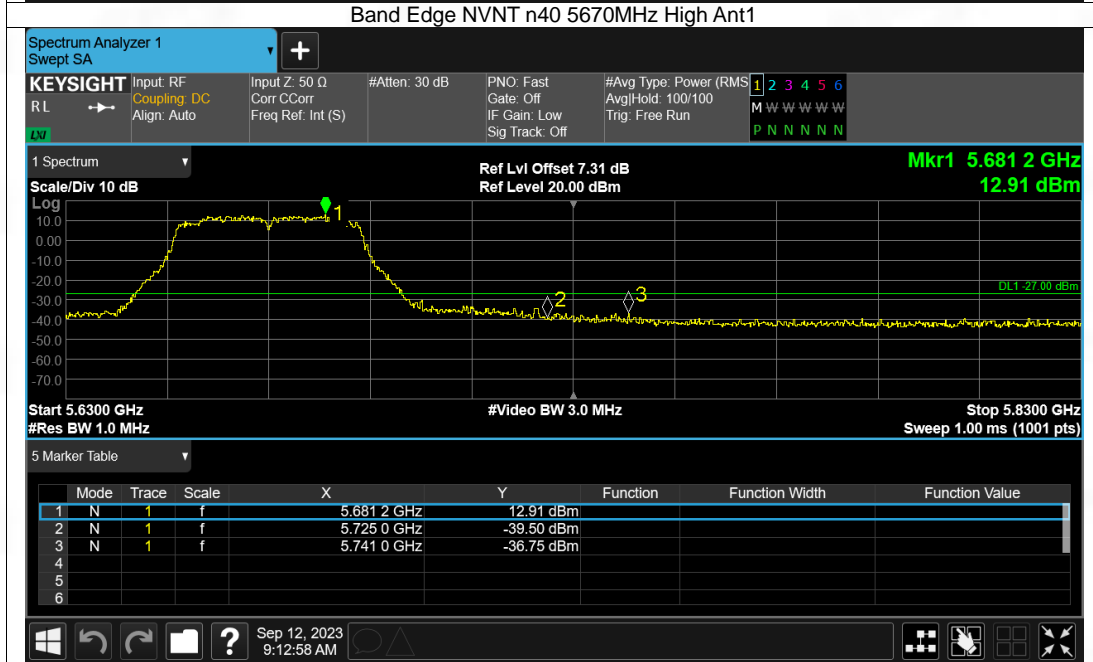 Band Edge NVNT n40 5670MHz High Ant1
Spectrum Analyzer 1
Swept SA
+
KEYSIGHT Input: RF Input Z: 50 Ω #Atten: 30 dB PNO: Fast #Avg Type: Power (RMS 1 2 3 4 5 6
RL Coupling: DC Corr CCorr Gate: Off Avg|Hold: 100/100 M W W W W W
Align: Auto Freq Ref: Int (S) IF Gain: Low Trig: Free Run
LXI Sig Track: Off P N N N N N
1 Spectrum Ref Lvl Offset 7.31 dB Mkr1 5.681 2 GHz
Scale/Div 10 dB Ref Level 20.00 dBm 12.91 dBm
Log
1
10.0
0.00
-10.0
-20.0
DL1 -27.00 dBm
-30.0 2 3
-40.0
-50.0
-60.0
-70.0
Start 5.6300 GHz #Video BW 3.0 MHz Stop 5.8300 GHz
#Res BW 1.0 MHz Sweep 1.00 ms (1001 pts)
5 Marker Table
Mode Trace Scale X Y Function Function Width Function Value
1 N 1 f 5.681 2 GHz 12.91 dBm
2 N 1 f 5.725 0 GHz -39.50 dBm
3 N 1 f 5.741 0 GHz -36.75 dBm
4
5
6
? Sep 12, 2023
9:12:58 AM